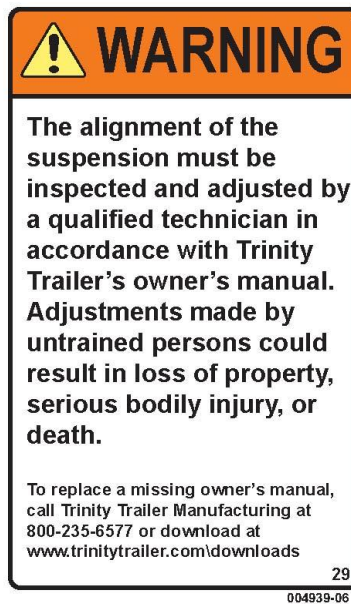 WARNING
The alignment of the
suspension must be
inspected and adjusted by
a qualified technician in
accordance with Trinity
Trailer's owner's manual.
Adjustments made by
untrained persons could
result in loss of property,
serious bodily injury, or
death.
To replace a missing owner's manual,
call Trinity Trailer Manufacturing at
800-235-6577 or download at
www.trinitytrailer.com\downloads
29
004939-06